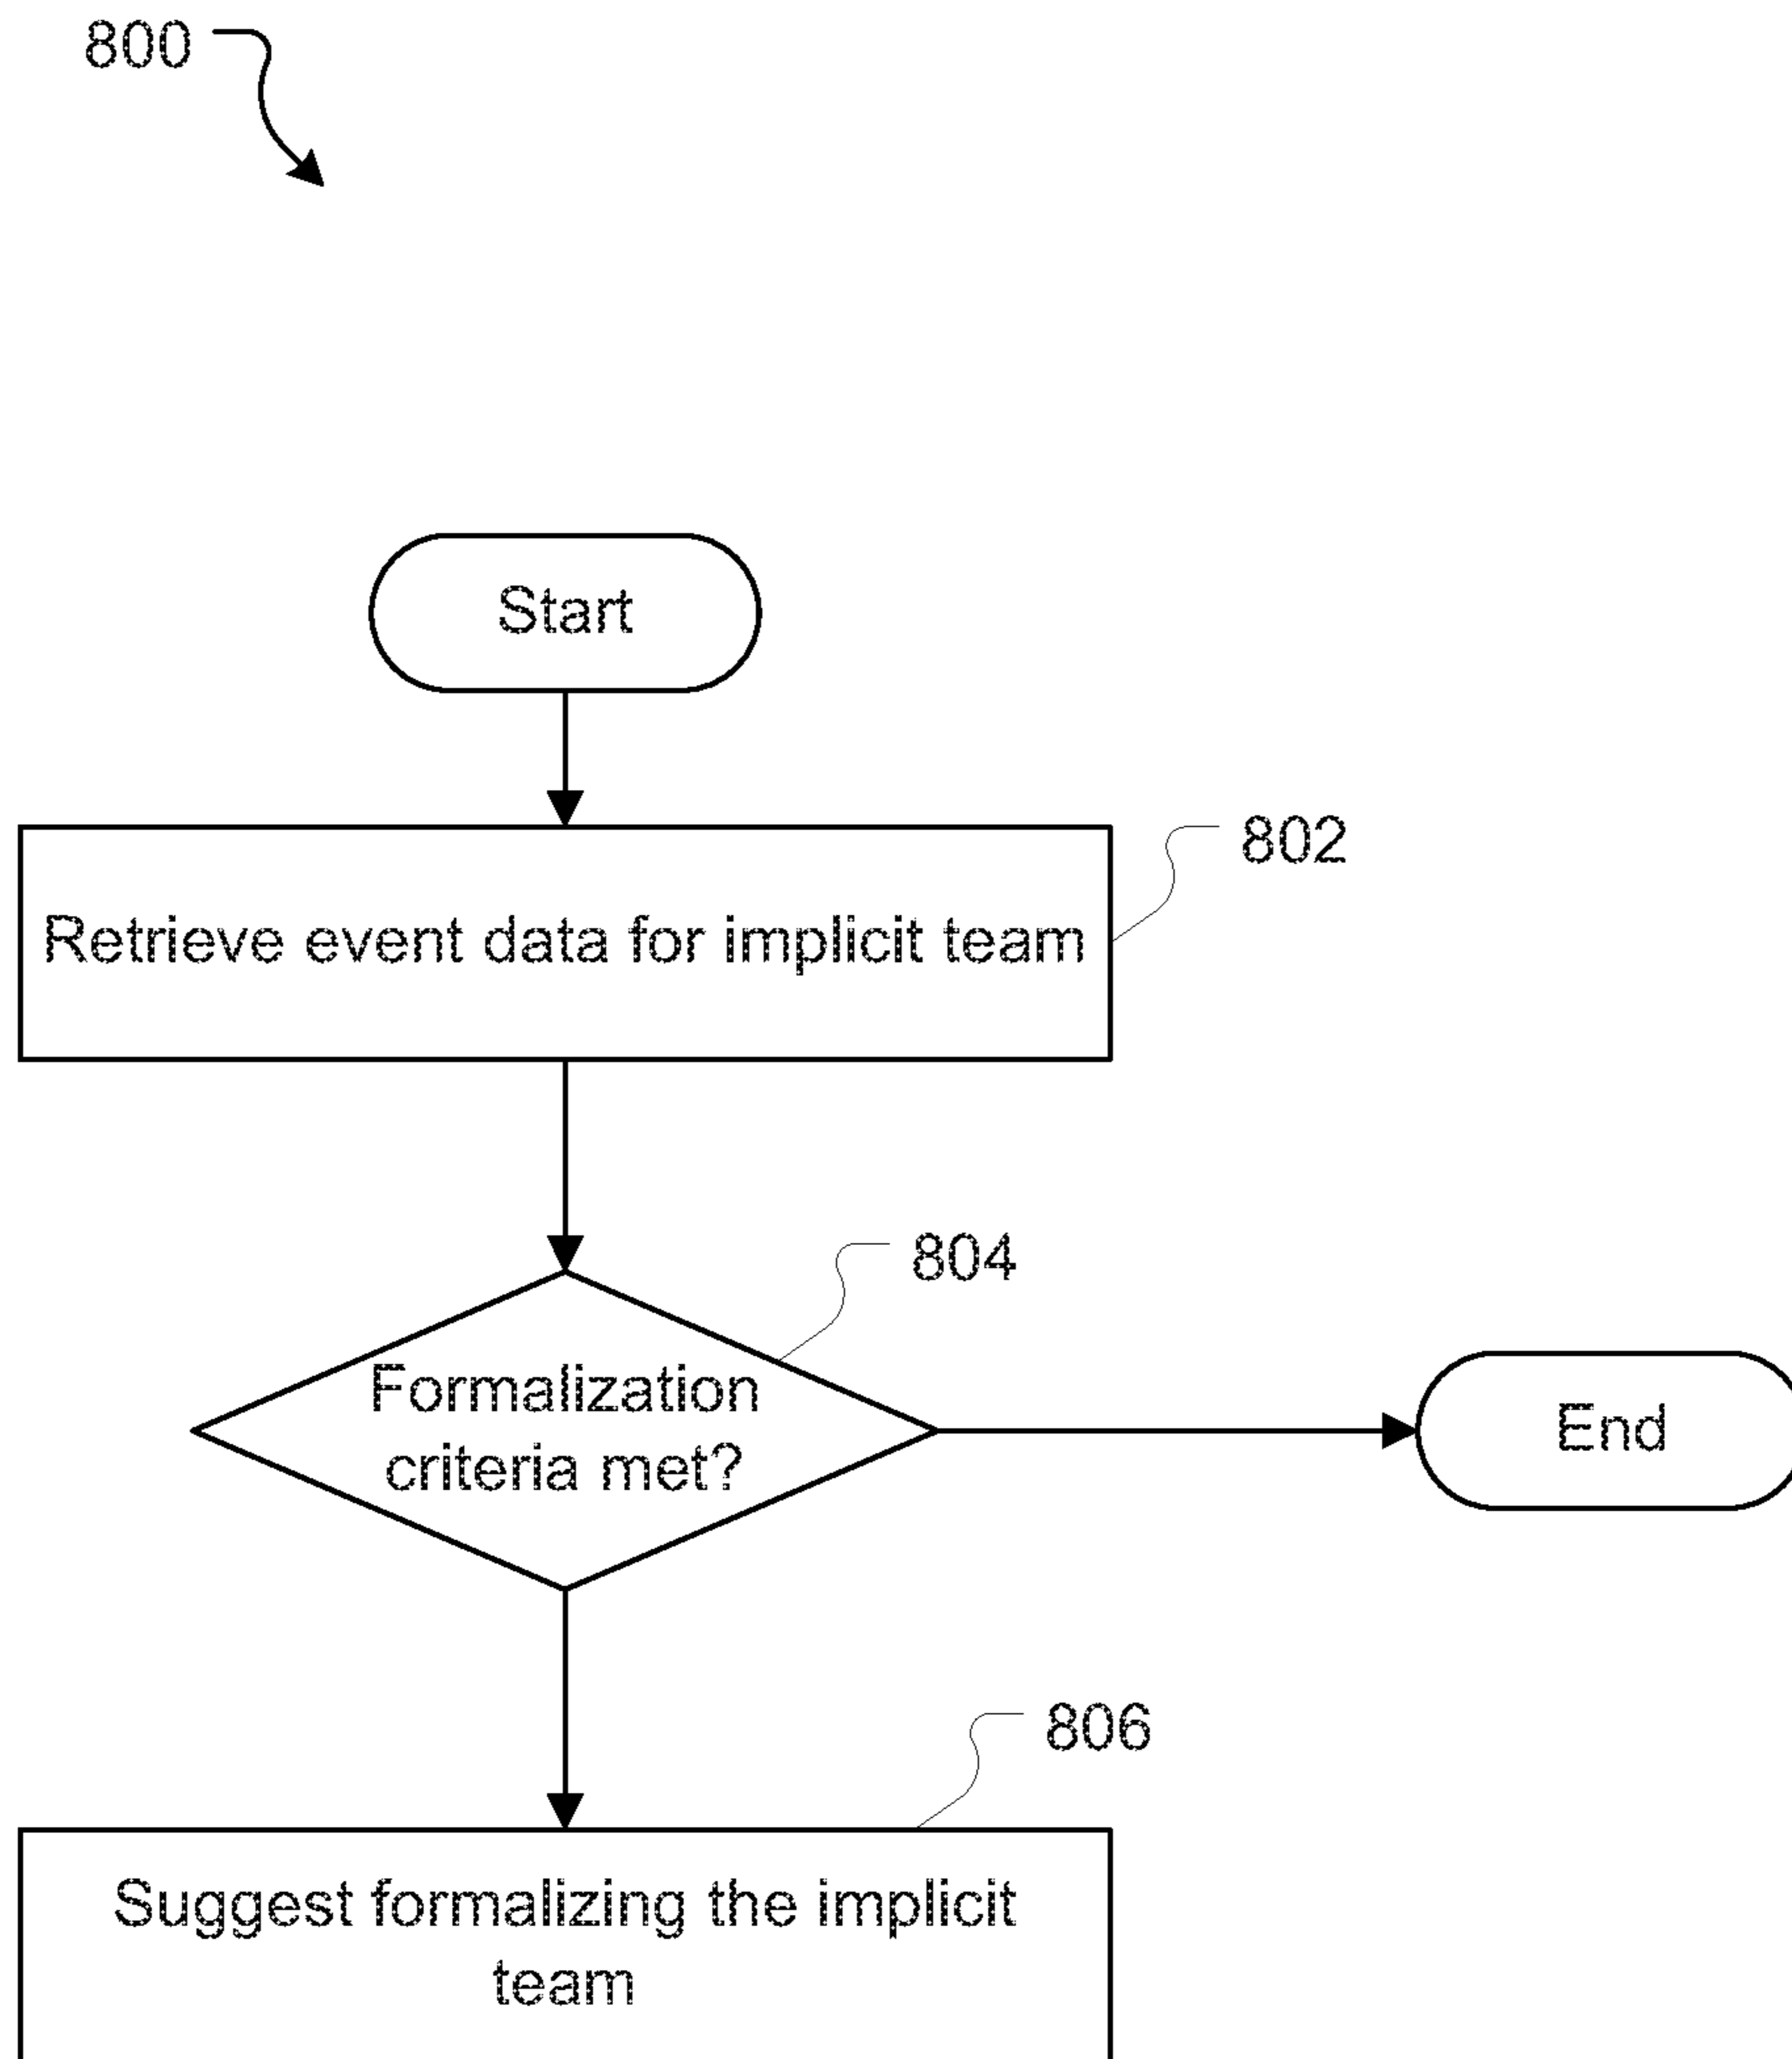 800
Start
802
Retrieve event data for implicit team
804
Formalization
criteria met?
End
806
Suggest formalizing the implicit
team